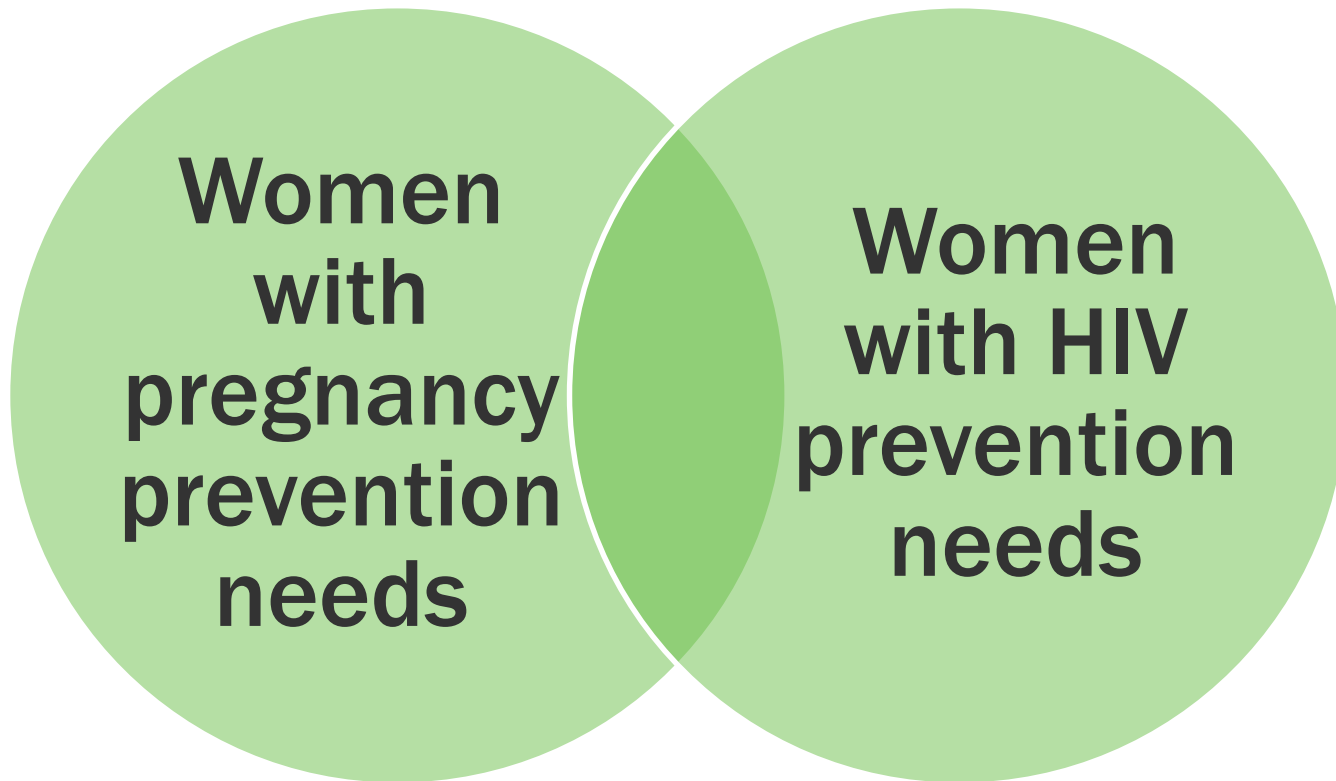 Women
with
pregnancy
prevention
needs
Women
with HIV
prevention
needs